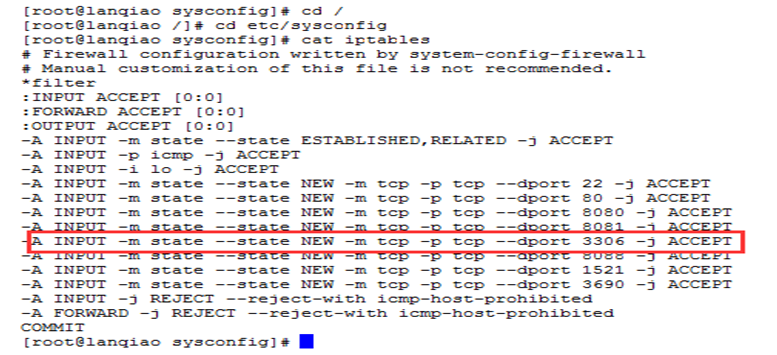 [root@lanqiao sysconfig]# cd /
[root@lanqiao /]# cd etc/sysconfig
[root@lanqiao sysconfig]# cat iptables
# Firewall configuration written by system-config-firewall
# Manual customization of this file is not recommended.
*filter
:INPUT ACCEPT [0:0]
:FORWARD ACCEPT [0:0]
:OUTPUT ACCEPT [0:0]
-A INPUT -m state --state ESTABLISHED,RELATED -j ACCEPT
-A INPUT -p icmp -j ACCEPT
-A INPUT -i lo -j ACCEPT
-A INPUT -m state --state NEW -m tcp -p tcp --dport 22 -j ACCEPT
-A INPUT -m state --state NEW -m tcp -p tcp --dport 80 -j ACCEPT
-A INPUT -m state --state NEW -m tcp -p tcp --dport 8080 -j ACCEPT
-A INPUT -m state --state NEW -m tcp -p tcp --dport 8081 -j ACCEPT
-A INPUT -m state --state NEW -m tcp -p tcp --dport 3306 -j ACCEPT
-A INPUT -m state --state NEW -m tcp -p tcp --dport 8088 -j ACCEPT
-A INPUT -m state --state NEW -m tcp -p tcp --dport 1521 -j ACCEPT
-A INPUT -m state --state NEW -m tcp -p tcp --dport 3690 -j ACCEPT
-A INPUT -j REJECT --reject-with icmp-host-prohibited
-A FORWARD -j REJECT --reject-with icmp-host-prohibited
COMMIT
[root@lanqiao sysconfig]#